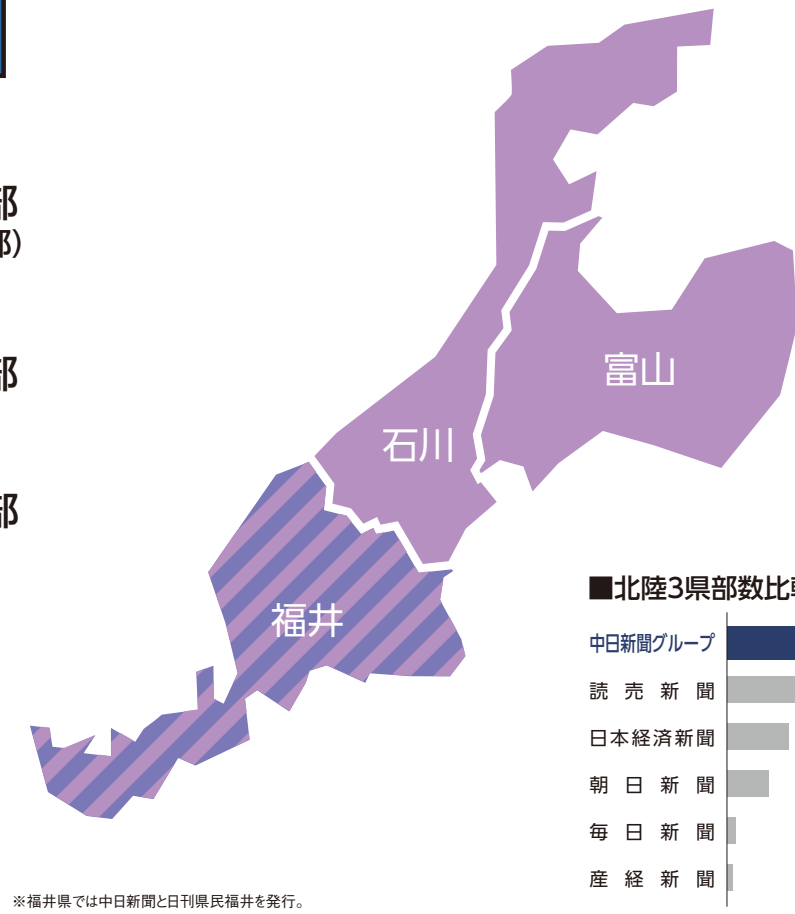 部
部）
部
部
富山
石川
福井
■北陸3県部数比
中日新聞グループ
読売新聞
日本経済新聞
朝日新聞
毎日新聞
産経新聞
※福井県では中日新聞と日刊県民福井を発行。